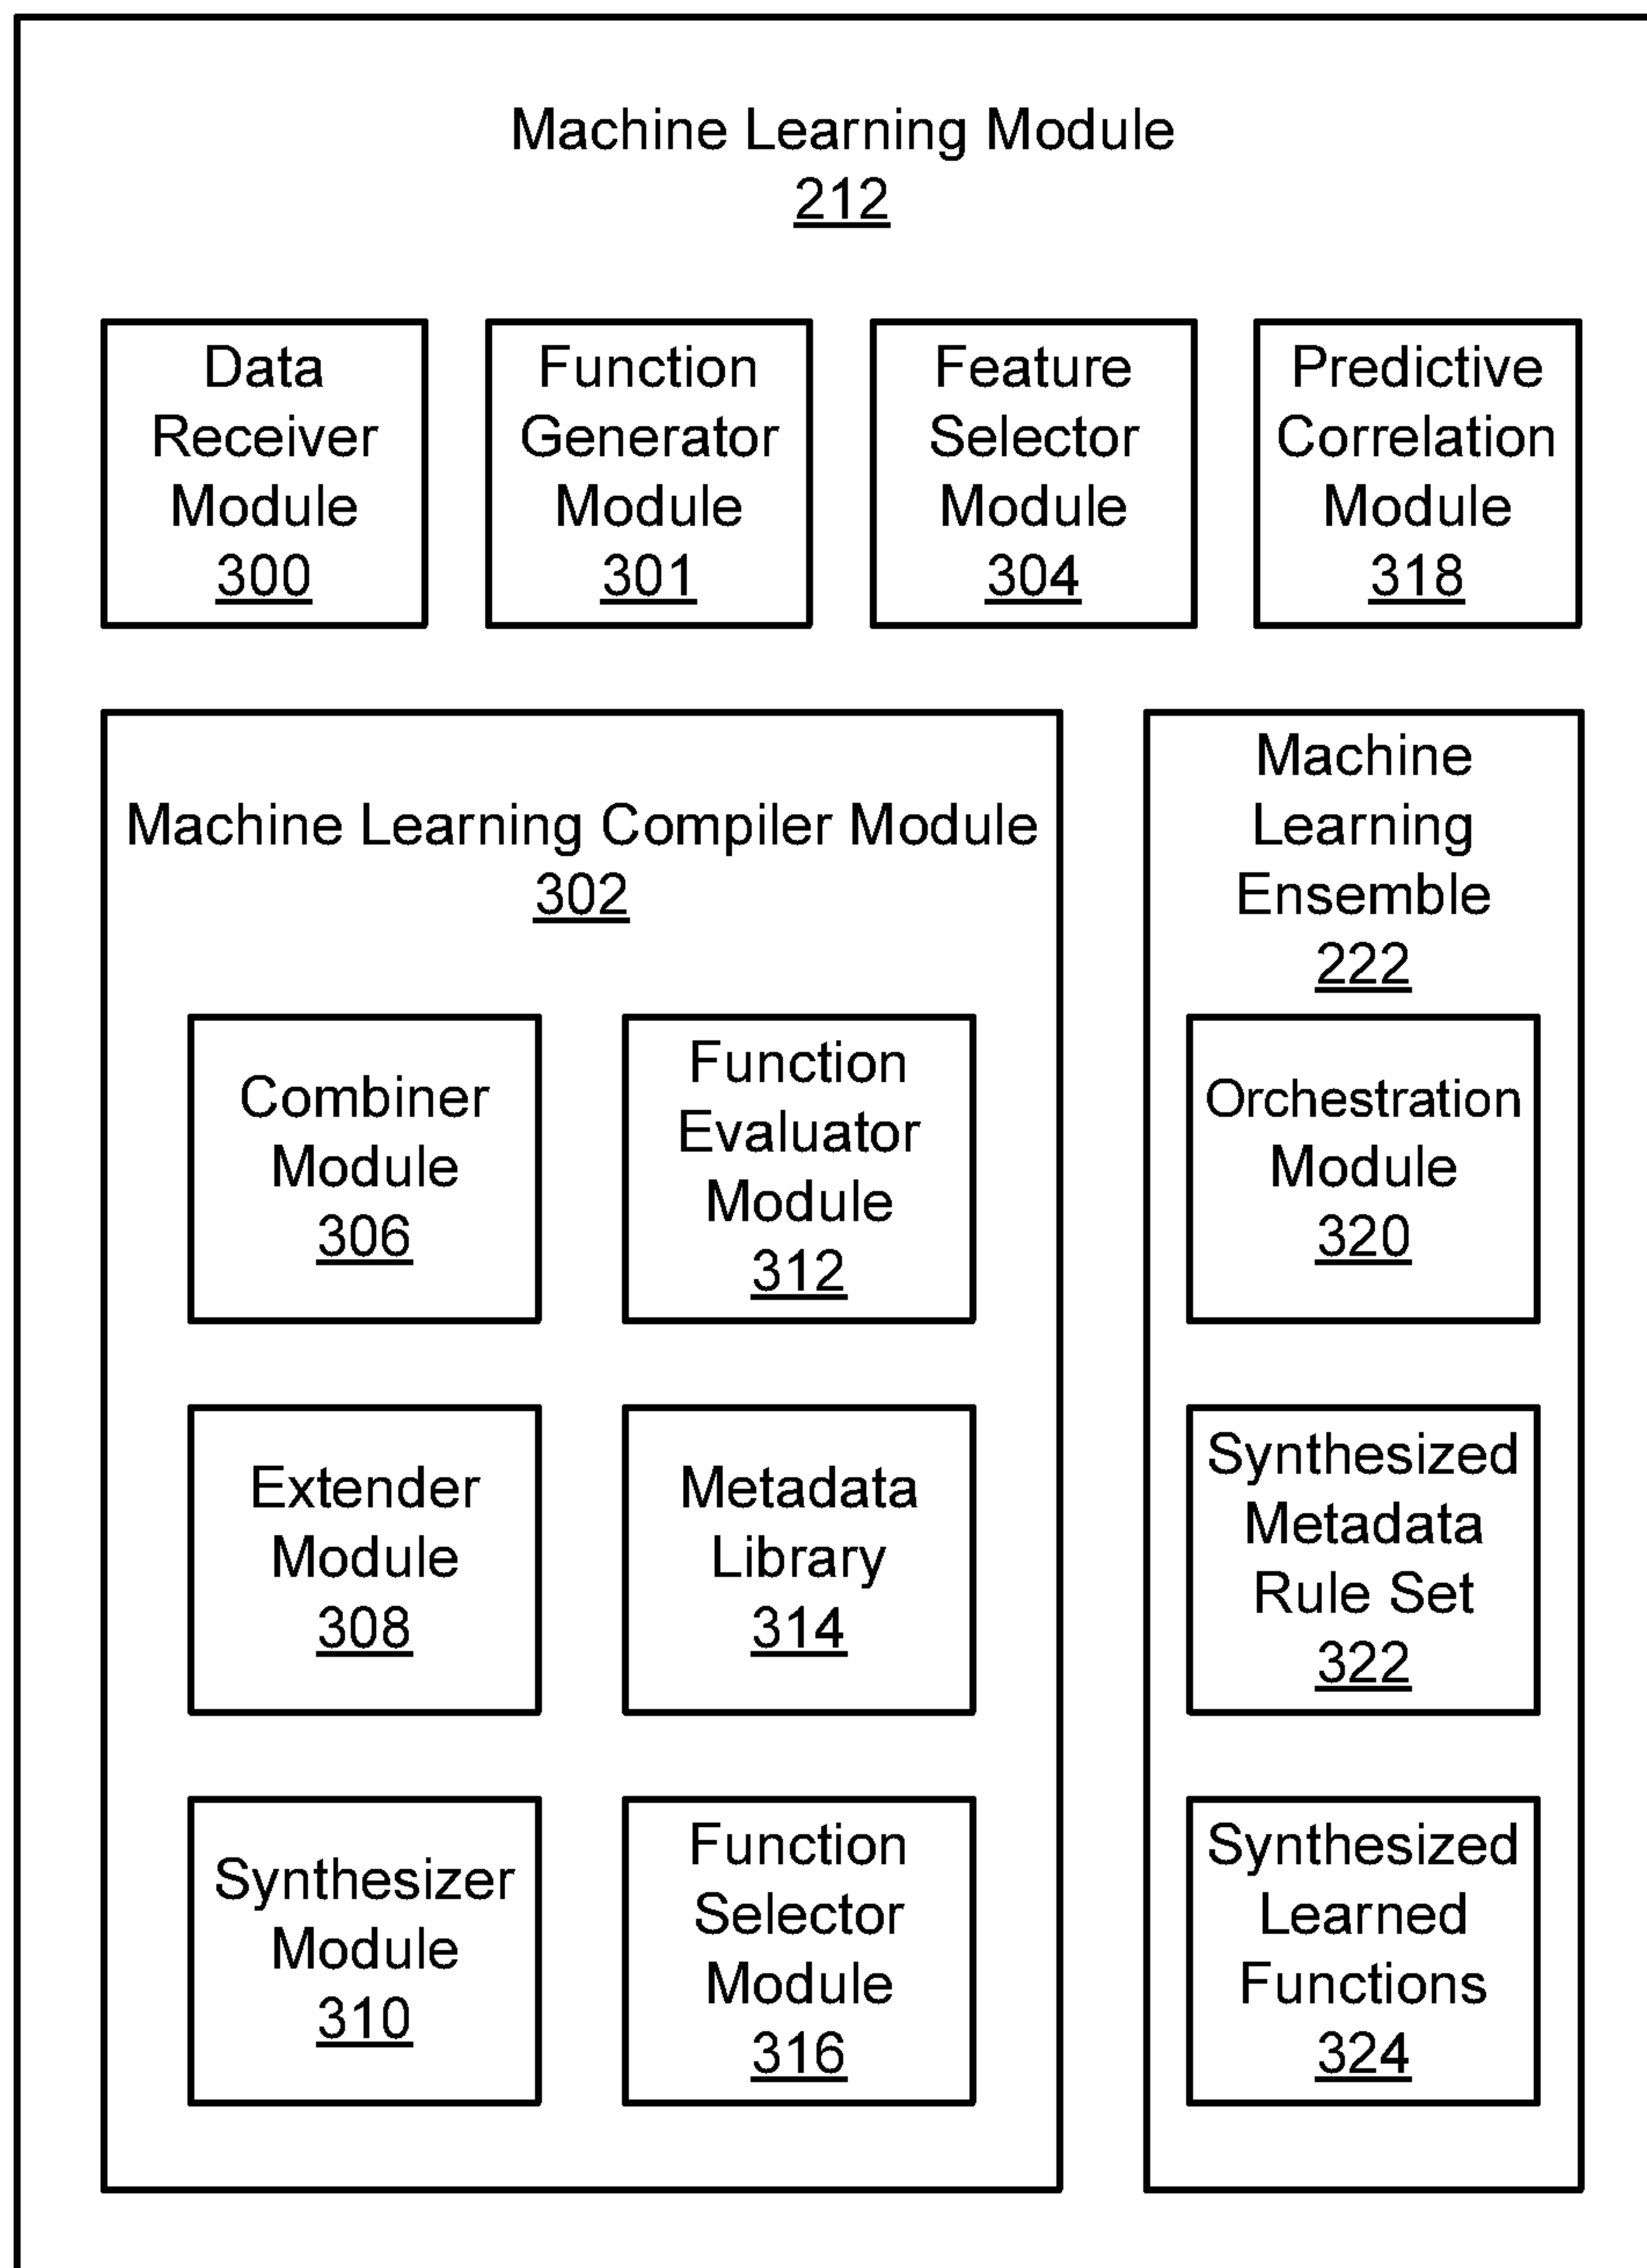 Machine Learning Module
212
Data
Receiver
Module
300
Function
Generator
Module
301
Feature
Selector
Module
304
Predictive
Correlation
Module
318
Machine Learning Compiler Module
302
Combiner
Module
306
Function
Evaluator
Module
312
Extender
Module
308
Metadata
Library
314
Synthesizer
Module
310
Function
Selector
Module
316
Machine
Learning
Ensemble
222
Orchestration
Module
320
Synthesized
Metadata
Rule Set
322
Synthesized
Learned
Functions
324